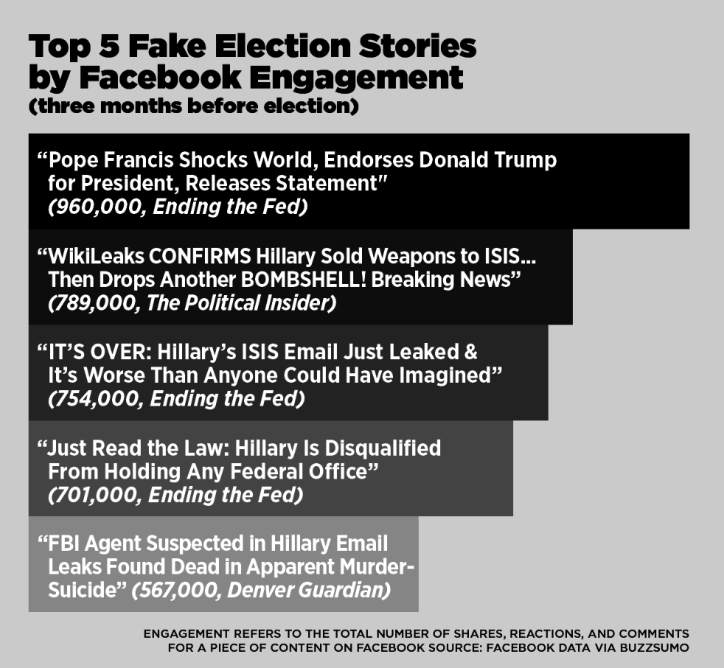 Top 5 Fake Election Stories
by Facebook Engagement
(three months before election)
“Pope Francis Shocks World, Endorses Donald Trump
for President, Releases Statement"
(960,000, Ending the Fed)
“WikiLeaks CONFIRMS Hillary Sold Weapons to ISIS...
Then Drops Another BOMBSHELL! Breaking News”
(789,000, The Political Insider)
“IT’S OVER: Hillary’s ISIS Email Just Leaked &
It’s Worse Than Anyone Could Have Imagined”
(754,000, Ending the Fed)
“Just Read the Law: Hillary Is Disqualified
From Holding Any Federal Office”
(701,000, Ending the Fed)
“FBI Agent Suspected in Hillary Email
Leaks Found Dead in Apparent Murder-
Suicide” (567,000, Denver Guardian)
ENGAGEMENT REFERS TO THE TOTAL NUMBER OF SHARES, REACTIONS, AND COMMENTS
FOR A PIECE OF CONTENT ON FACEBOOK SOURCE: FACEBOOK DATA VIA BUZZSUMO